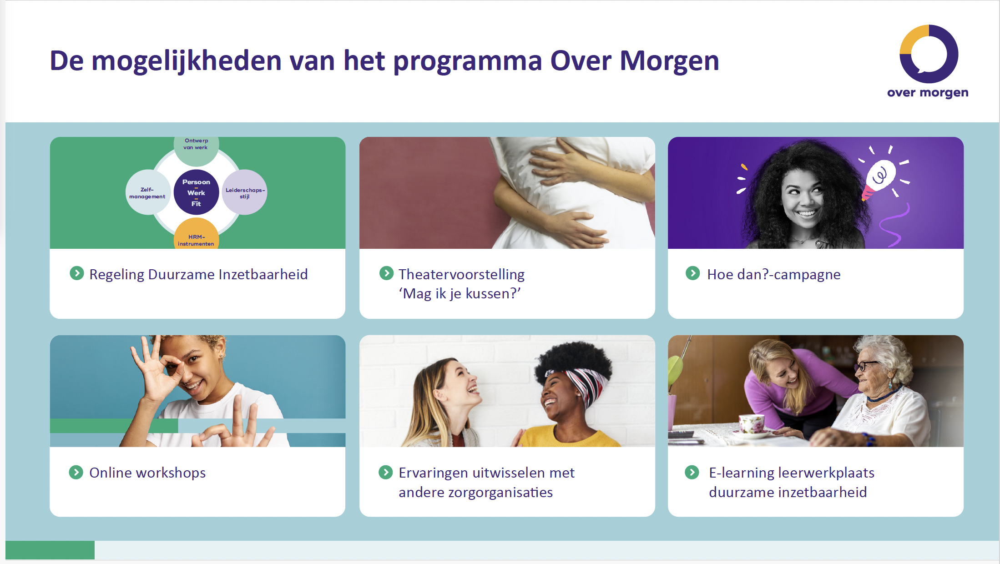 De mogelijkheden van het programma Over Morgen
over morgen
Ontwerp
van werk
Zelf-
management
Persoon
–
Werk
–
Fit
Leiderschaps-
stijl
HRM-
instrumenten
Regeling Duurzame Inzetbaarheid
Theatervoorstelling
‘Mag ik je kussen?’
Hoe dan?-campagne
Online workshops
Ervaringen uitwisselen met
andere zorgorganisaties
E-learning leerwerkplaats
duurzame inzetbaarheid